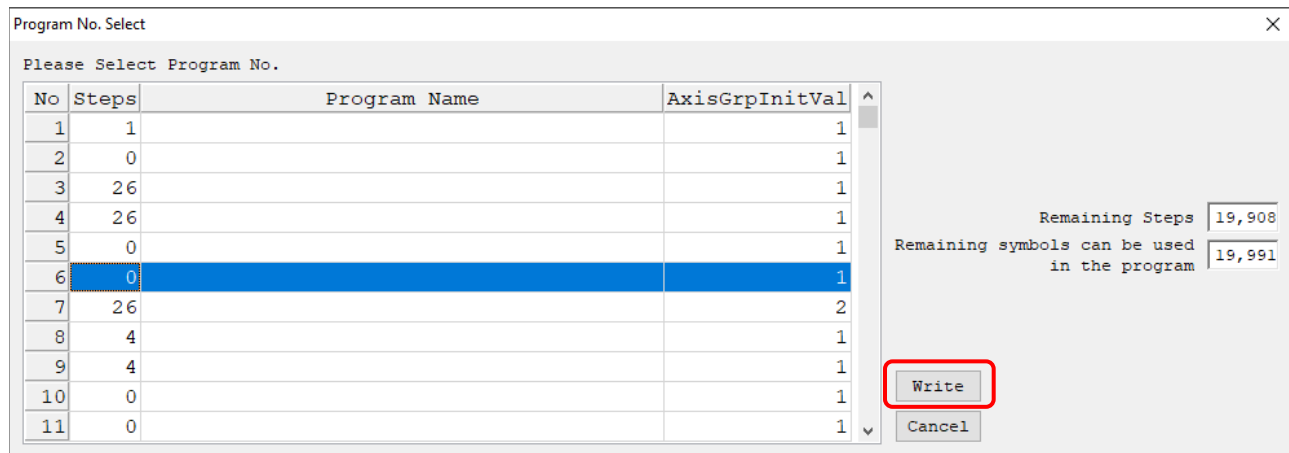 Program No. Select
Please Select Program No.
No Steps Program Name AxisGrpInitVal
1 1 1
2 0 1
3 26 1
4 26 1
5 0 1
6 0 1
7 26 2
8 4 1
9 4 1
10 0 1
11 0 1
Remaining Steps 19,908
Remaining symbols can be used
in the program 19,991
Write
Cancel